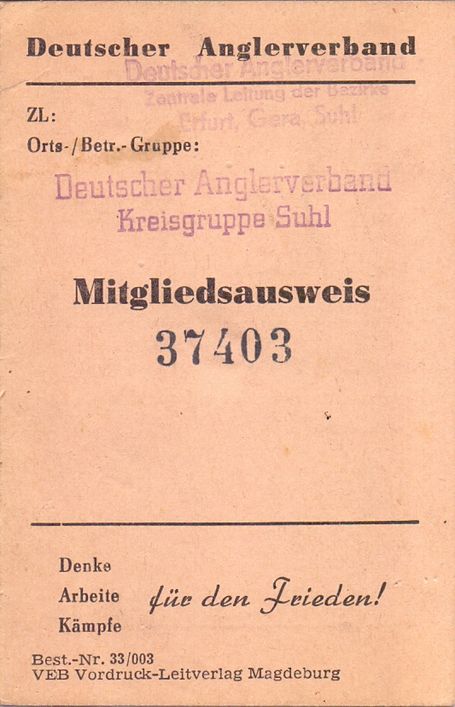 Deutscher Anglerverband
Deutscher Anglerverband
Zentrale Leitung der Bezirke
Erfurt, Gera, Suhl
ZL:
Orts-/Betr.-Gruppe:
Deutscher Anglerverband
Kreisgruppe Suhl
Mitgliedsausweis
37403
Denke
Arbeite für den Frieden!
Kämpfe
Best.-Nr. 33/003
VEB Vordruck-Leitverlag Magdeburg